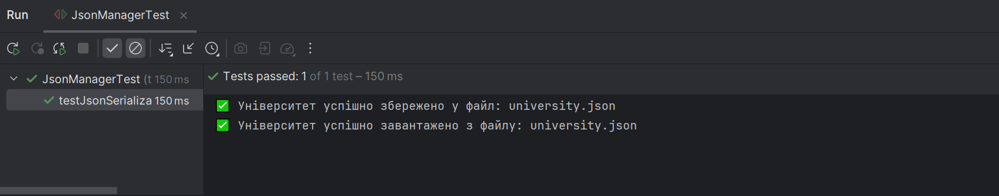 Run JsonManagerTest
JsonManagerTest (t 150 ms
testJsonSerializa 150 ms
Tests passed: 1 of 1 test – 150 ms
✅ Університет успішно збережено у файл: university.json
✅ Університет успішно завантажено з файлу: university.json